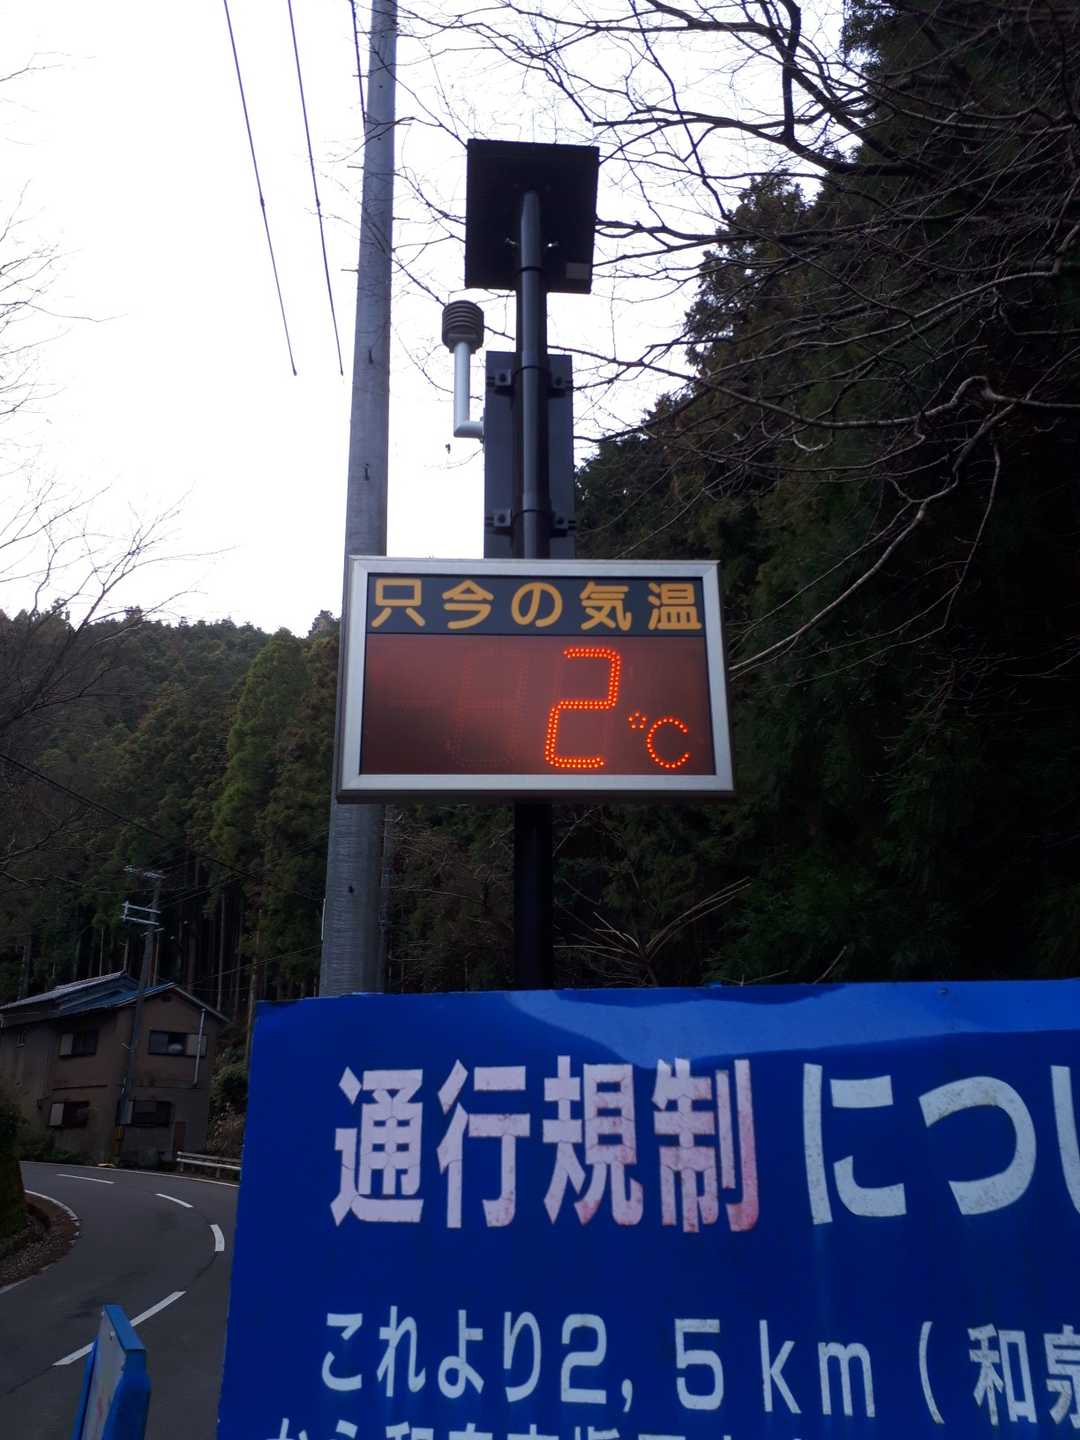 只今の気温
2℃
通行規制につい
これより2,5km(和泉